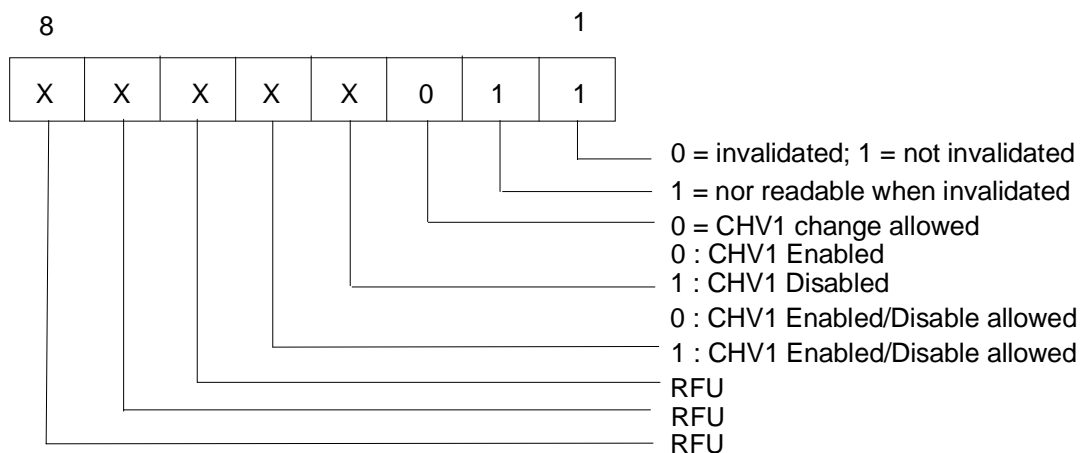 8 1
X X X X X 0 1 1
0 = invalidated; 1 = not invalidated
1 = nor readable when invalidated
0 = CHV1 change allowed
0 : CHV1 Enabled
1 : CHV1 Disabled
0 : CHV1 Enabled/Disable allowed
1 : CHV1 Enabled/Disable allowed
RFU
RFU
RFU